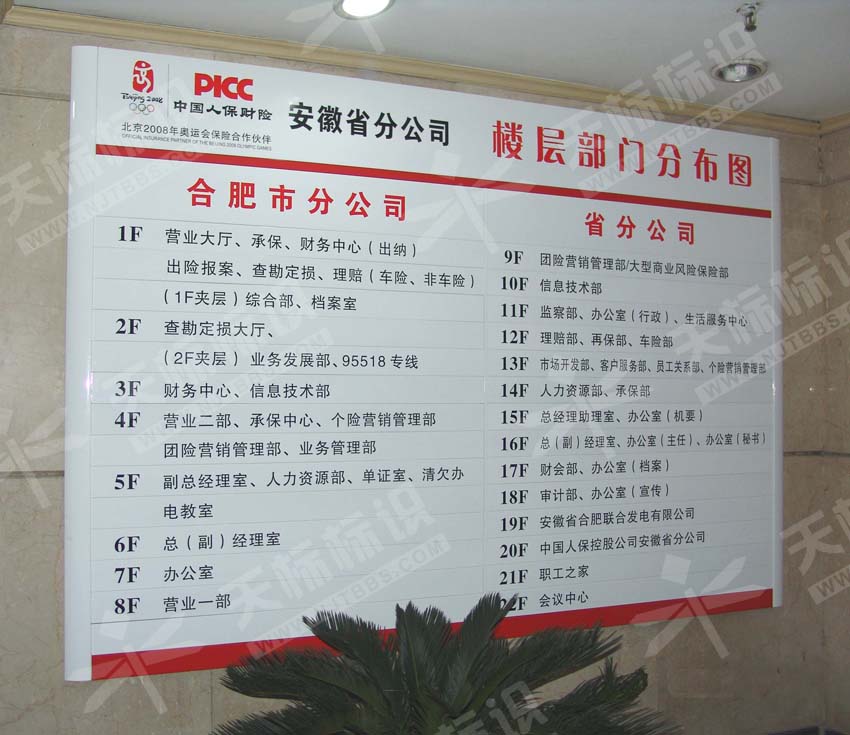 Beijing 2008
PICC
中国人保财险
北京2008年奥运会保险合作伙伴
OFFICIAL INSURANCE PARTNER OF THE BEIJING 2008 OLYMPIC GAMES
安徽省分公司
楼层部门分布图
合肥市分公司
1F 营业大厅、承保、财务中心（出纳）
出险报案、查勘定损、理赔（车险、非车险）
（1F夹层）综合部、档案室
2F 查勘定损大厅、
（2F夹层）业务发展部、95518专线
3F 财务中心、信息技术部
4F 营业二部、承保中心、个险营销管理部
团险营销管理部、业务管理部
5F 副总经理室、人力资源部、单证室、清欠办
电教室
6F 总（副）经理室
7F 办公室
8F 营业一部
省分公司
9F 团险营销管理部/大型商业风险保险部
10F 信息技术部
11F 监察部、办公室（行政）、生活服务中心
12F 理赔部、再保部、车险部
13F 市场开发部、客户服务部、员工关系部、个险营销管理部
14F 人力资源部、承保部
15F 总经理助理室、办公室（机要）
16F 总（副）经理室、办公室（主任）、办公室（秘书）
17F 财会部、办公室（档案）
18F 审计部、办公室（宣传）
19F 安徽省合肥联合发电有限公司
20F 中国人保控股公司安徽省分公司
21F 职工之家
22F 会议中心
天标标识
WWW.NJTBBS.COM